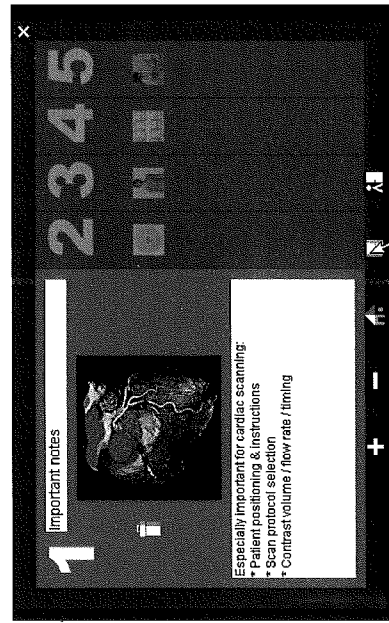 1
Important notes
2 3 4 5
Especially important for cardiac scanning:
* Patient positioning & instructions
* Scan protocol selection
* Contrast volume / flow rate / timing